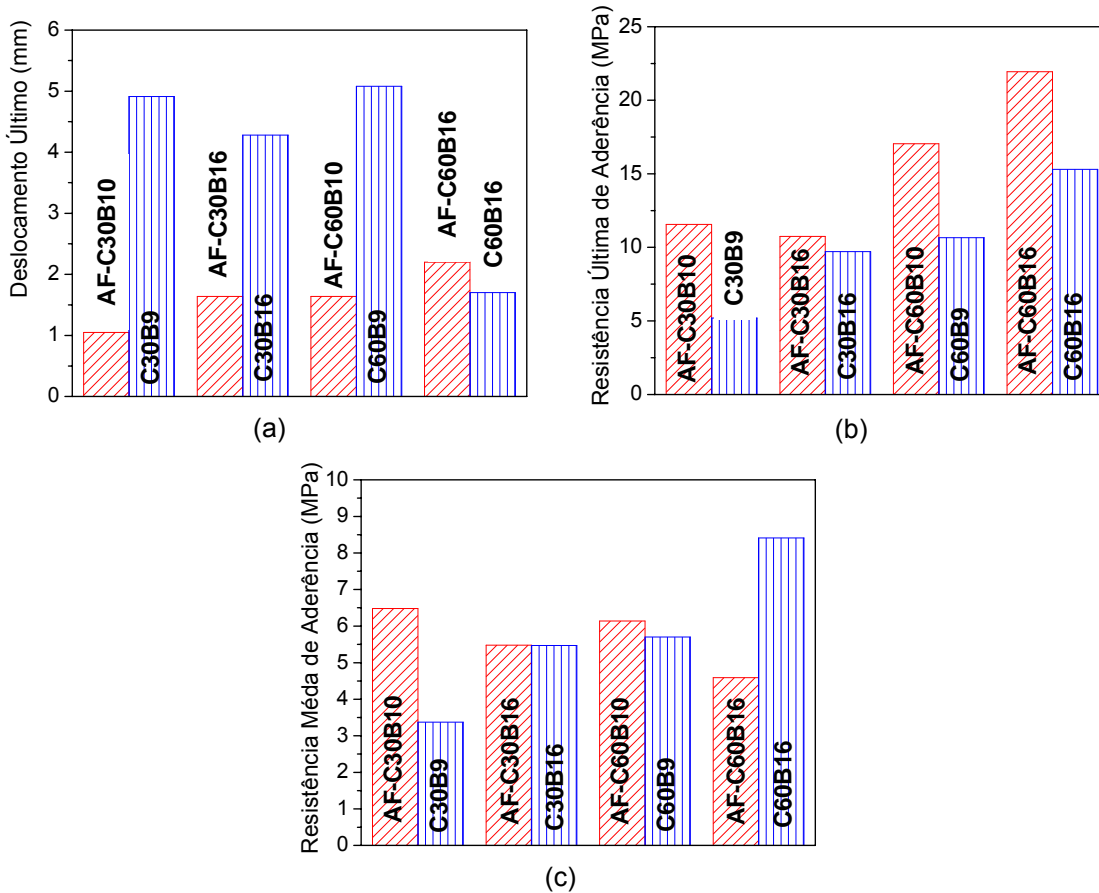 Deslocamento Último (mm)
6
5
4
3
2
1
0
AF-C30B10
C30B9
AF-C30B16
C30B16
AF-C60B10
C60B9
AF-C60B16
C60B16
(a)
Resistência Última de Aderência (MPa)
25
20
15
10
5
0
AF-C30B10
C30B9
AF-C30B16
C30B16
AF-C60B10
C60B9
AF-C60B16
C60B16
(b)
Resistência Méda de Aderência (MPa)
10
9
8
7
6
5
4
3
2
1
0
AF-C30B10
C30B9
AF-C30B16
C30B16
AF-C60B10
C60B9
AF-C60B16
C60B16
(c)